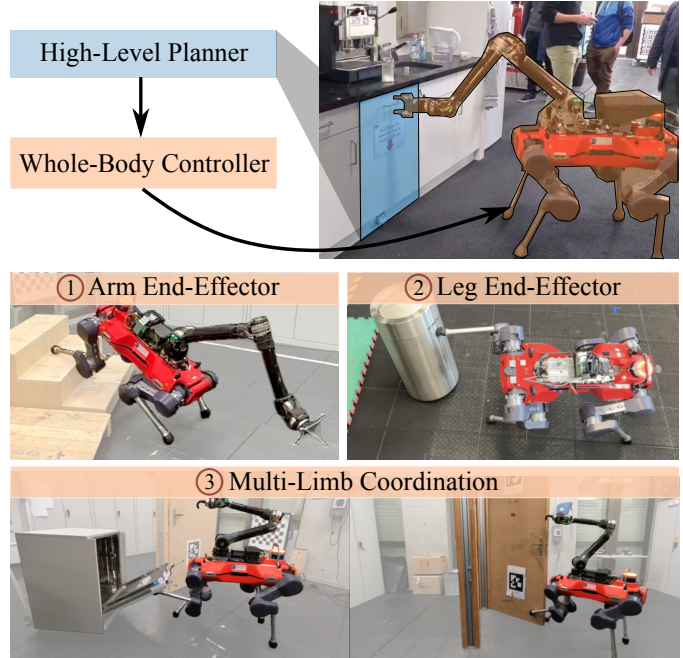 High-Level Planner
Whole-Body Controller
1 Arm End-Effector
2 Leg End-Effector
3 Multi-Limb Coordination